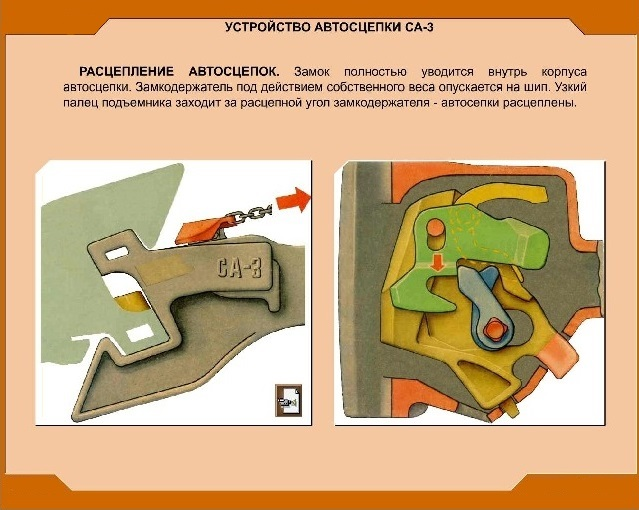 УСТРОЙСТВО АВТОСЦЕПКИ СА-3
РАСЦЕПЛЕНИЕ АВТОСЦЕПОК. Замок полностью уводится внутрь корпуса
автосцепки. Замкодержатель под действием собственного веса опускается на шип. Узкий
палец подъемника заходит за расцепной угол замкодержателя - автосепки расцеплены.
СА-3